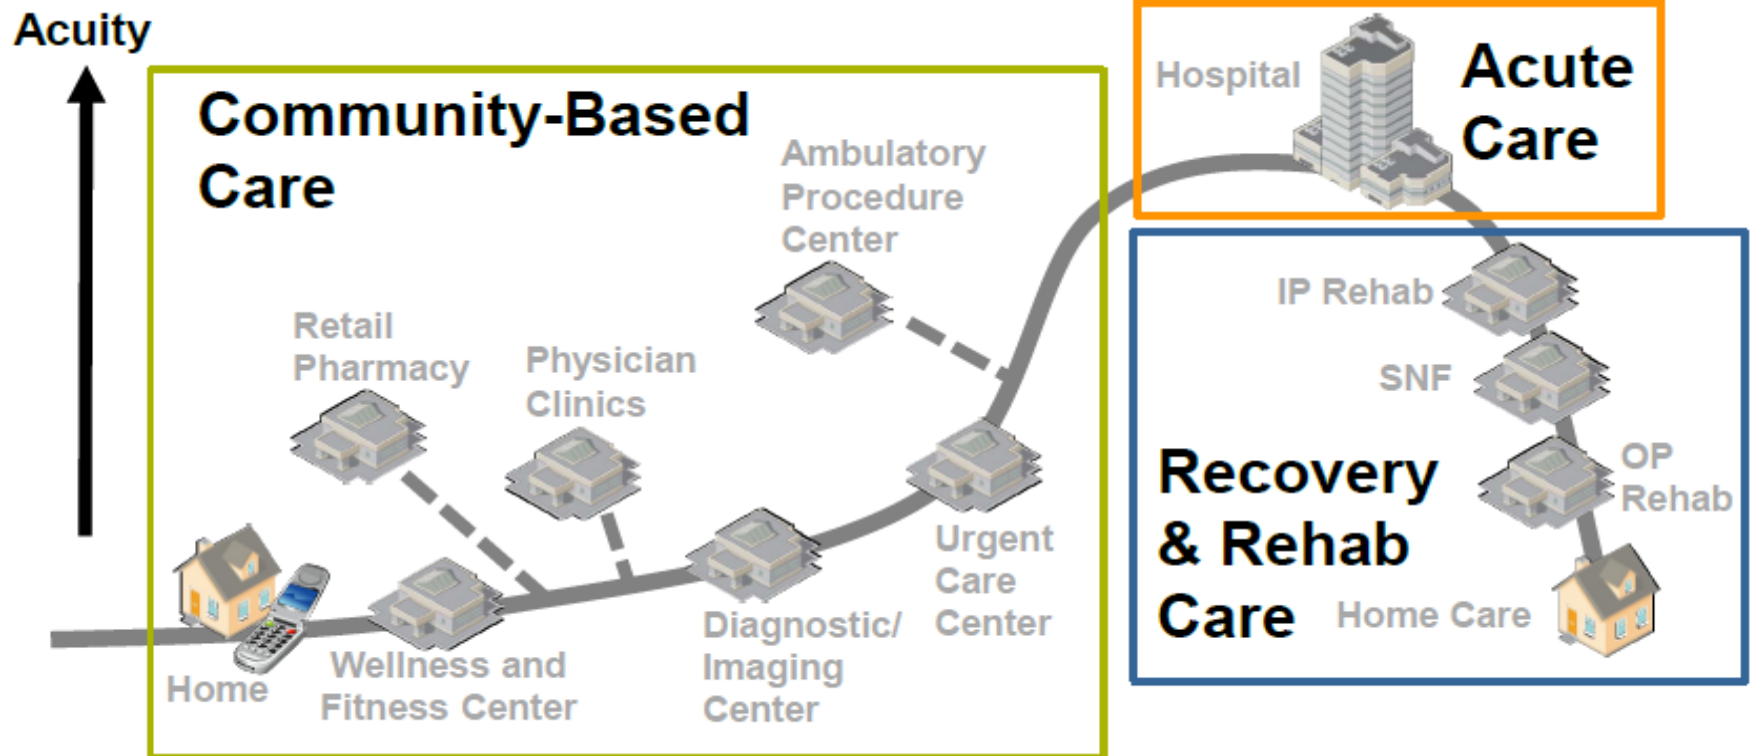 Acuity
Community-Based
Care
Home
Wellness and
Fitness Center
Retail
Pharmacy
Physician
Clinics
Diagnostic/
Imaging
Center
Ambulatory
Procedure
Center
Urgent
Care
Center
Hospital
Acute
Care
IP Rehab
SNF
OP
Rehab
Recovery
& Rehab
Care
Home Care